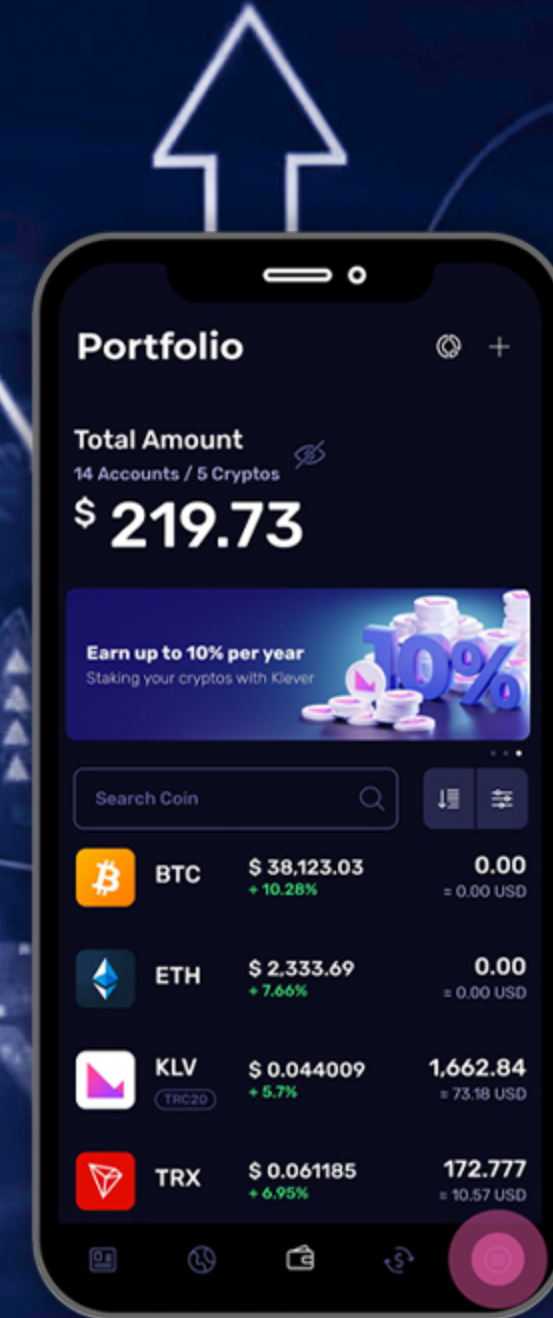 Portfolio
Total Amount
14 Accounts / 5 Cryptos
$ 219.73
Earn up to 10% per year
Staking your cryptos with Klever
10%
Search Coin
BTC $ 38,123.03 0.00
+ 10.28% = 0.00 USD
ETH $ 2,333.69 0.00
+ 7.66% = 0.00 USD
KLV $ 0.044009 1,662.84
TRC20 + 5.7% = 73.18 USD
TRX $ 0.061185 172.777
+ 6.95% = 10.57 USD